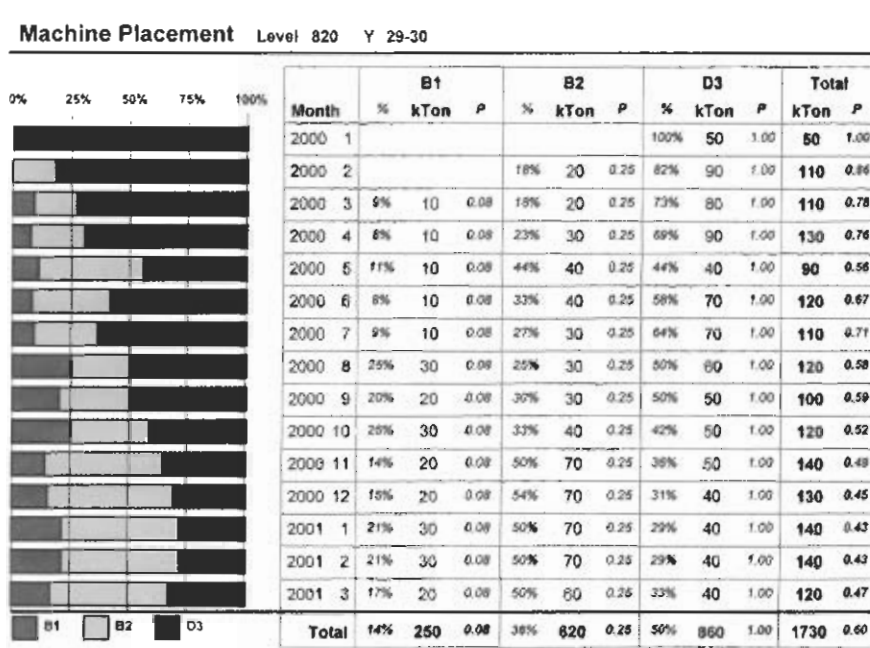 Machine Placement Level 820 Y 29-30
0% 25% 50% 75% 100%
B1 B2 D3 Total
Month % kTon P % kTon P % kTon P kTon P
2000 1 100% 50 1.00 50 1.00
2000 2 18% 20 0.25 82% 90 1.00 110 0.86
2000 3 9% 10 0.08 18% 20 0.25 73% 80 1.00 110 0.78
2000 4 8% 10 0.08 23% 30 0.25 69% 90 1.00 130 0.76
2000 5 11% 10 0.08 44% 40 0.25 44% 40 1.00 90 0.56
2000 6 8% 10 0.08 33% 40 0.25 58% 70 1.00 120 0.67
2000 7 9% 10 0.08 27% 30 0.25 64% 70 1.00 110 0.71
2000 8 25% 30 0.08 25% 30 0.25 50% 60 1.00 120 0.58
2000 9 20% 20 0.08 30% 30 0.25 50% 50 1.00 100 0.59
2000 10 25% 30 0.08 33% 40 0.25 42% 50 1.00 120 0.52
2000 11 14% 20 0.08 50% 70 0.25 36% 50 1.00 140 0.49
2000 12 15% 20 0.08 54% 70 0.25 31% 40 1.00 130 0.45
2001 1 21% 30 0.08 50% 70 0.25 29% 40 1.00 140 0.43
2001 2 21% 30 0.08 50% 70 0.25 29% 40 1.00 140 0.43
2001 3 17% 20 0.08 50% 60 0.25 33% 40 1.00 120 0.47
B1 B2 D3
Total 14% 250 0.08 36% 620 0.25 50% 860 1.00 1730 0.60